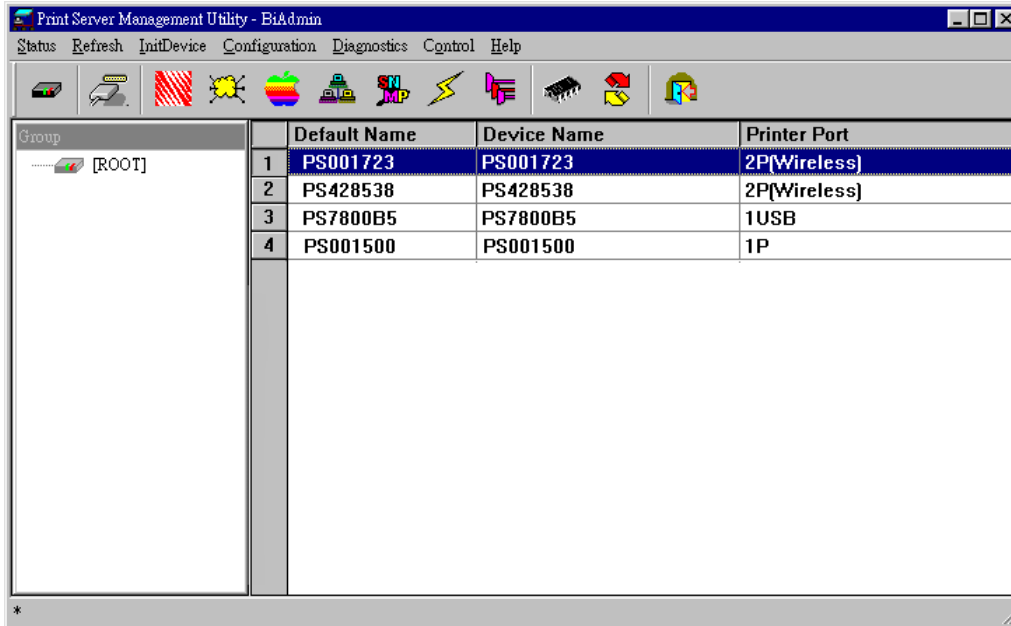 Print Server Management Utility - BiAdmin
Status Refresh InitDevice Configuration Diagnostics Control Help
SNMP
Group
[ROOT]
Default Name Device Name Printer Port
1 PS001723 PS001723 2P(Wireless)
2 PS428538 PS428538 2P(Wireless)
3 PS7800B5 PS7800B5 1USB
4 PS001500 PS001500 1P
*